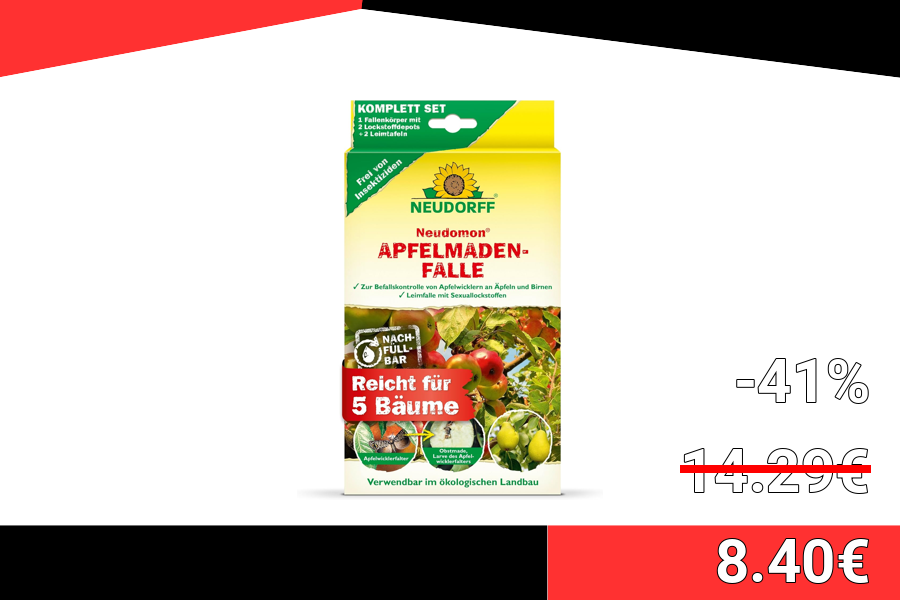 KOMPLETT SET
1 Fallenkörper mit
2 Lockstoffdepots
+ 2 Leimtafeln
Frei von
Insektiziden
NEUDORFF®
Neudomon®
APFELMADEN-
FALLE
✓ Zur Befallskontrolle von Apfelwicklern an Äpfeln und Birnen
✓ Leimfalle mit Sexuallockstoffen
NACH-
FÜLL-
BAR
Reicht für
5 Bäume
Apfelwicklerfalter
Obstmade,
Larve des Apfel-
wicklerfalters
Verwendbar im ökologischen Landbau
-41%
14.29€
8.40€